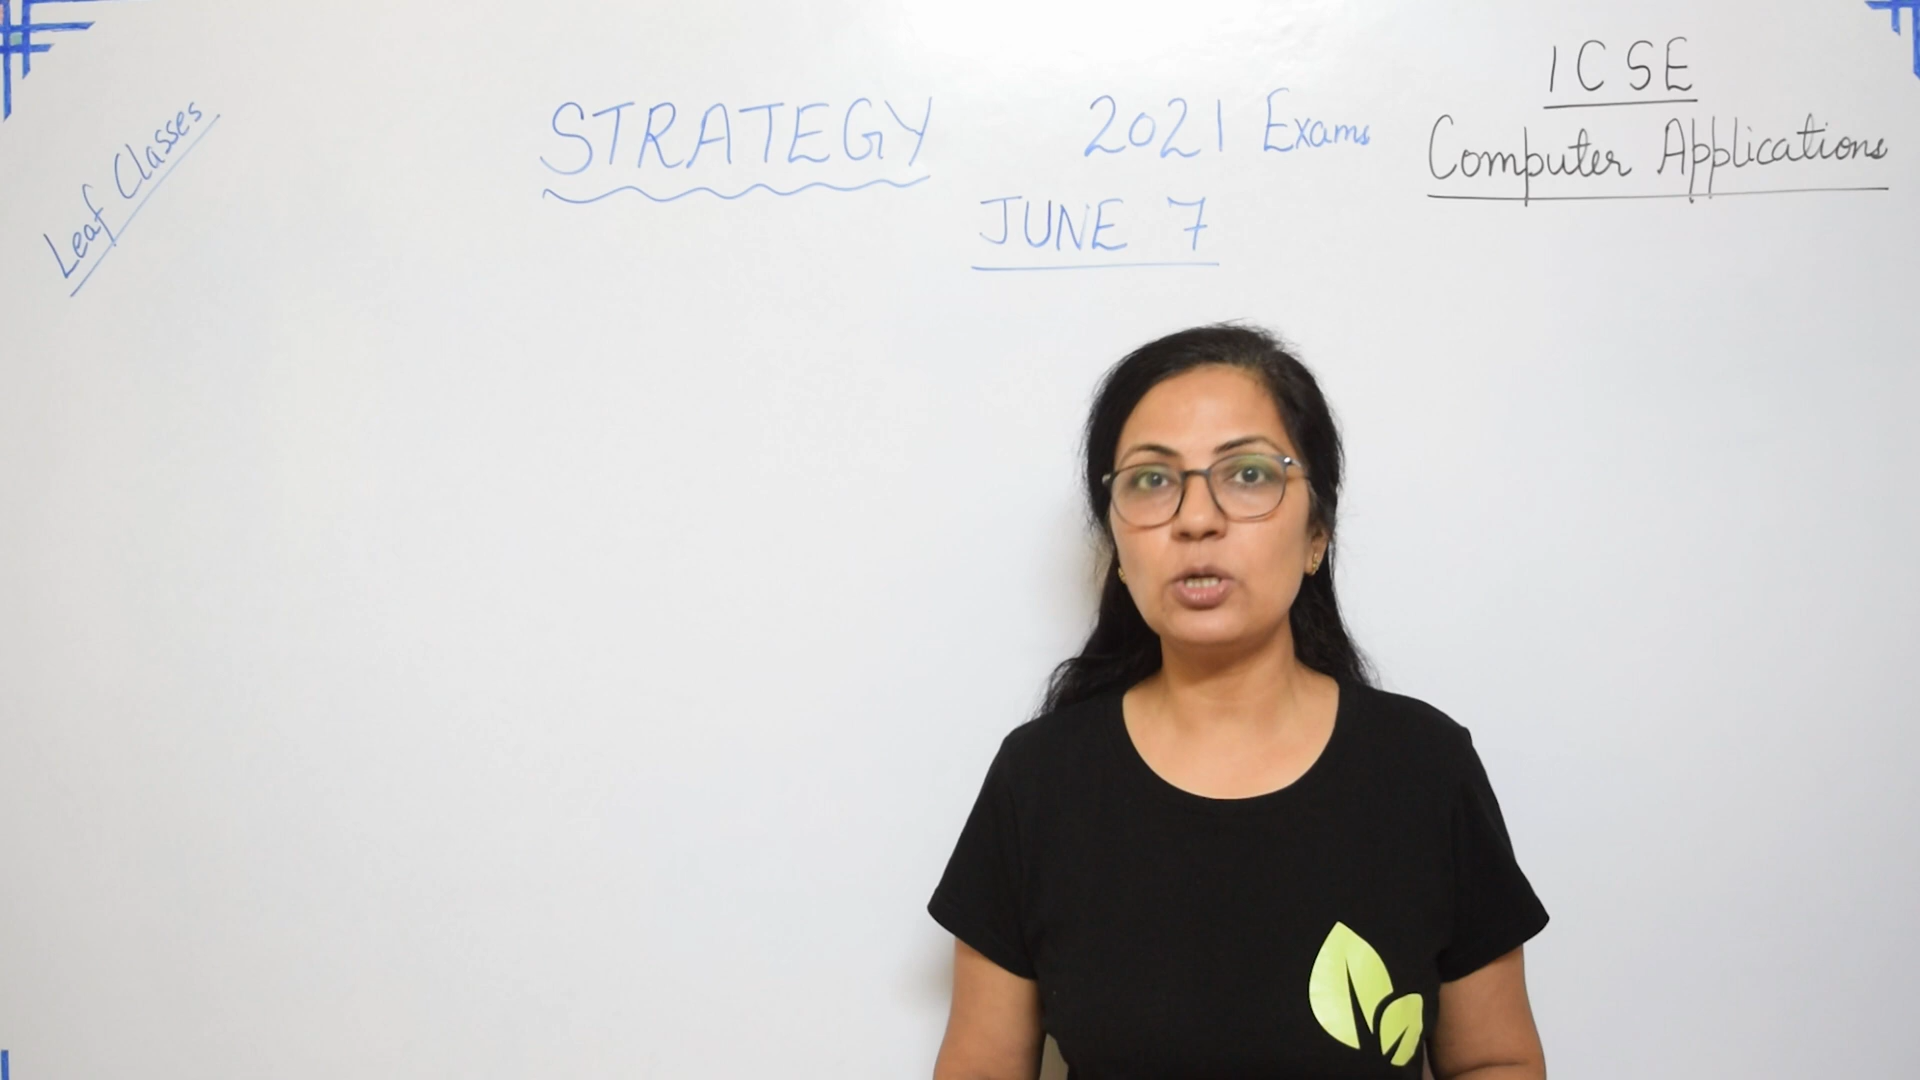 Leaf Classes
STRATEGY
2021 Exams
JUNE 7
ICSE
Computer Applications